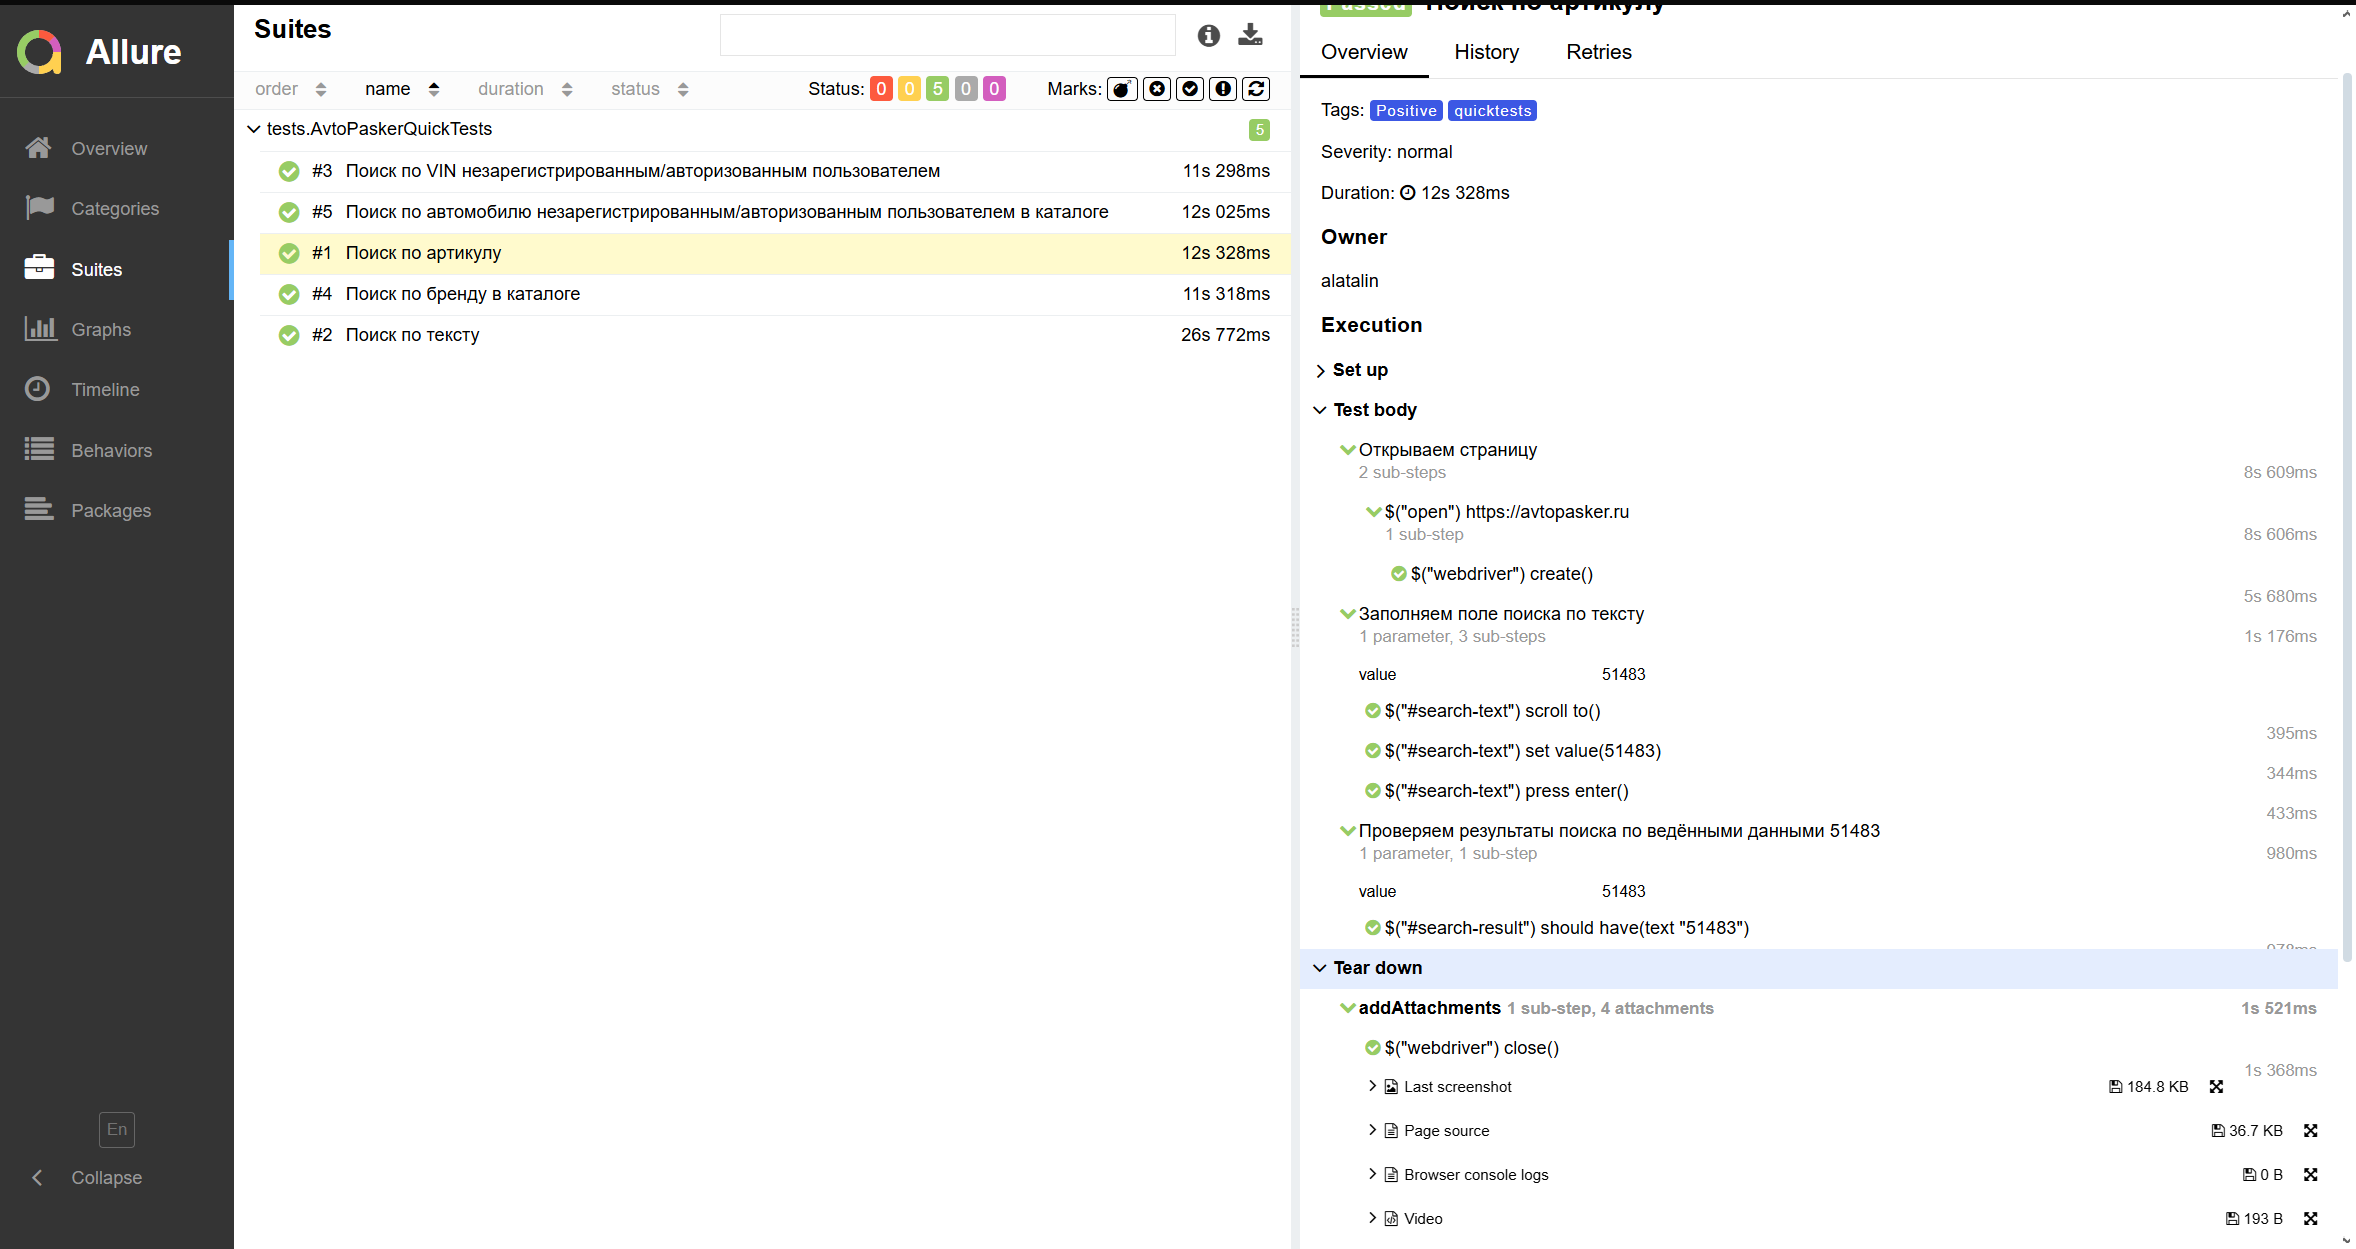 Allure
Overview
Categories
Suites
Graphs
Timeline
Behaviors
Packages
En
Collapse
Suites
order name duration status Status: 0 0 5 0 0 Marks:
tests.AvtoPaskerQuickTests 5
#3 Поиск по VIN незарегистрированным/авторизованным пользователем 11s 298ms
#5 Поиск по автомобилю незарегистрированным/авторизованным пользователем в каталоге 12s 025ms
#1 Поиск по артикулу 12s 328ms
#4 Поиск по бренду в каталоге 11s 318ms
#2 Поиск по тексту 26s 772ms
Passed Поиск по артикулу
Overview History Retries
Tags: Positive quicktests
Severity: normal
Duration: 12s 328ms
Owner
alatalin
Execution
Set up
Test body
Открываем страницу
2 sub-steps 8s 609ms
$("open") https://avtopasker.ru
1 sub-step 8s 606ms
$("webdriver") create()
5s 680ms
Заполняем поле поиска по тексту
1 parameter, 3 sub-steps 1s 176ms
value 51483
$("#search-text") scroll to()
395ms
$("#search-text") set value(51483)
344ms
$("#search-text") press enter()
433ms
Проверяем результаты поиска по ведёнными данными 51483
1 parameter, 1 sub-step 980ms
value 51483
$("#search-result") should have(text "51483")
978ms
Tear down
addAttachments 1 sub-step, 4 attachments 1s 521ms
$("webdriver") close()
1s 368ms
Last screenshot 184.8 KB
Page source 36.7 KB
Browser console logs 0 B
Video 193 B